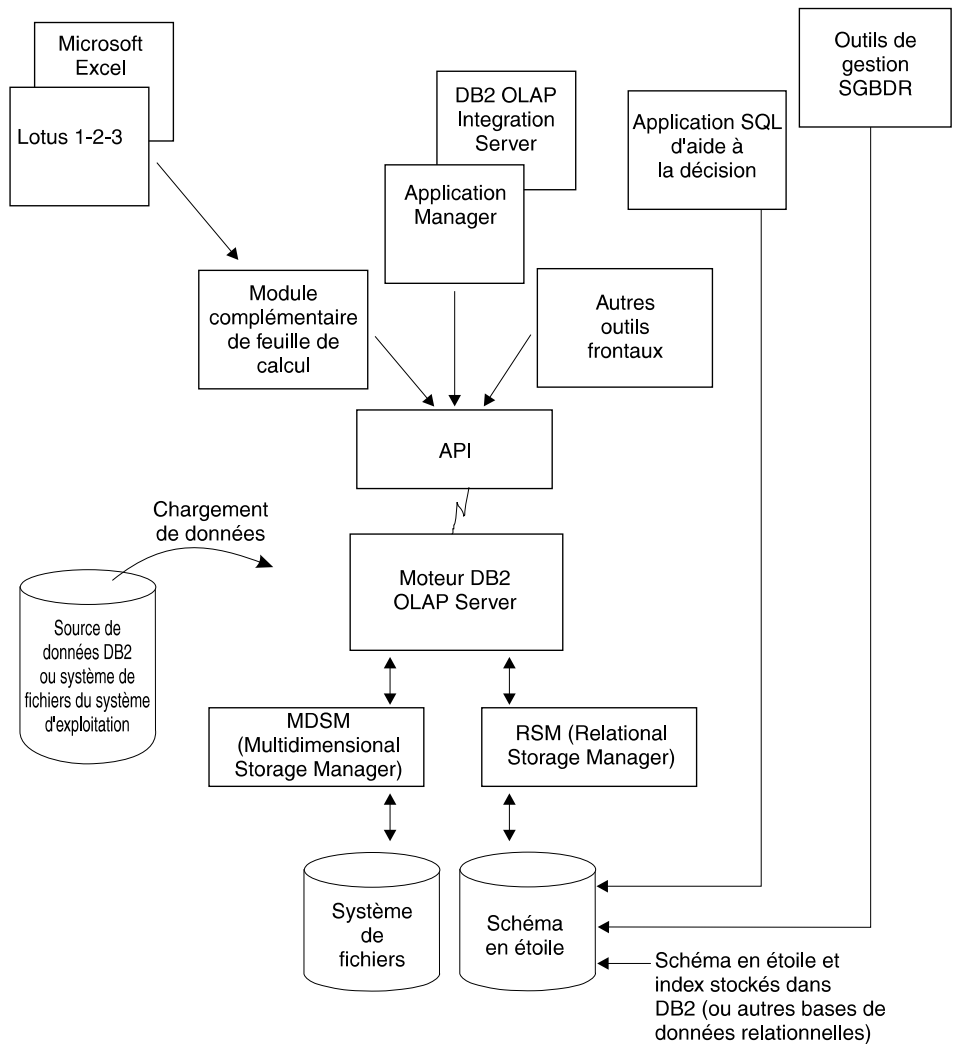 Microsoft
Excel
Lotus 1-2-3
DB2 OLAP
Integration
Server
Application
Manager
Application SQL
d'aide à
la décision
Outils de
gestion
SGBDR
Module
complémentaire
de feuille de
calcul
Autres
outils
frontaux
API
Chargement
de données
Moteur DB2
OLAP Server
Source de
données DB2
ou système de
fichiers du système
d'exploitation
MDSM
(Multidimensional
Storage Manager)
RSM (Relational
Storage Manager)
Système
de
fichiers
Schéma
en étoile
Schéma en étoile et
index stockés dans
DB2 (ou autres bases de
données relationnelles)